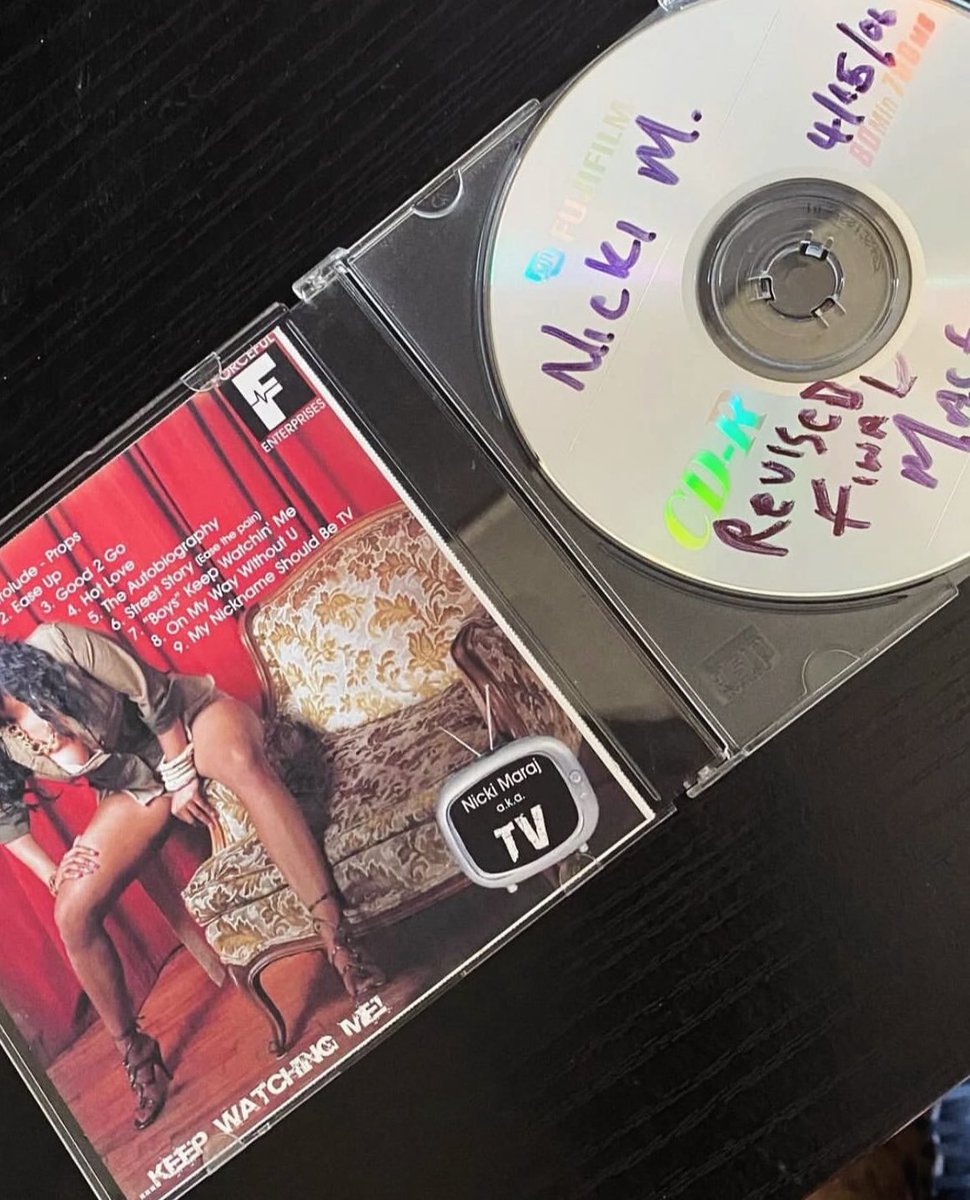 FORCEFUL
F
ENTERPRISES
Prelude - Props
2. Ease Up
3. Good 2 Go
4. Hot Love
5. The Autobiography
6. Street Story (Ease the pain)
7. "Boys" Keep Watchin' Me
8. On My Way Without U
9. My Nickname Should Be TV
Nicki Maraj
a.k.a.
TV
...KEEP WATCHING ME!
FUJIFILM
Nicki M.
4/15/06
80Min 700MB
CD-R
REVISED
FINAL